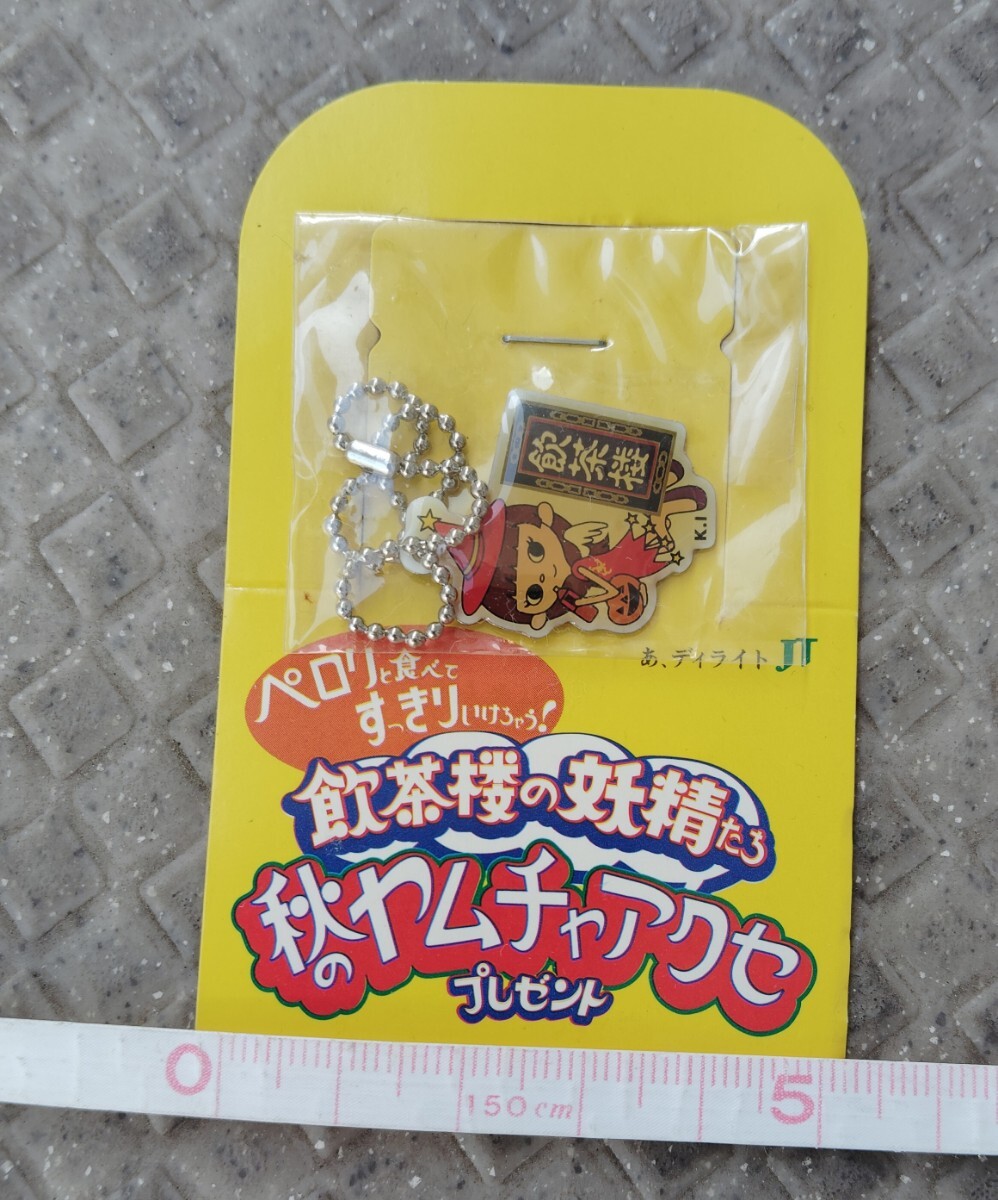 飲茶楼
K.I
あ、ディライト JT
ペロリと食べて
すっきりいけちゃう!
飲茶楼の妖精たち
秋のヤムチャアクセ
プレゼント
0 5
150cm